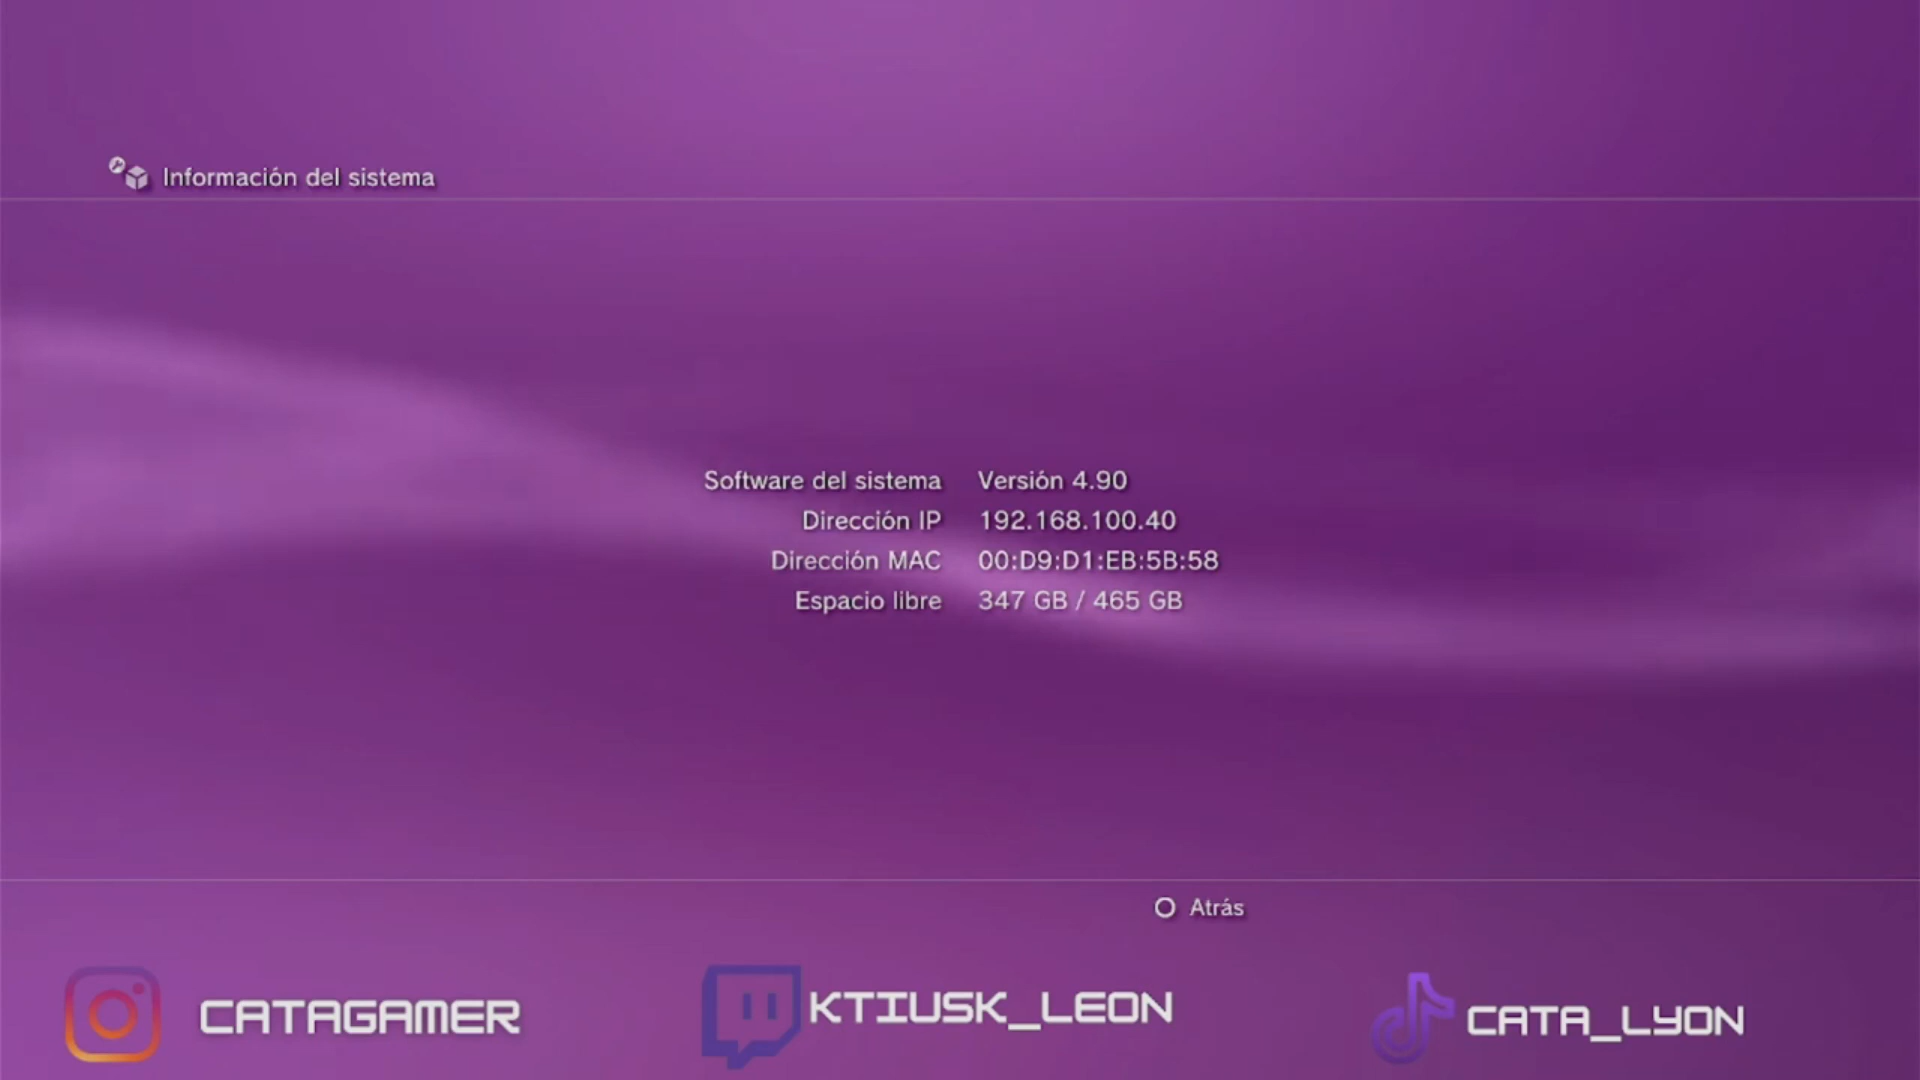 Información del sistema
Software del sistema Versión 4.90
Dirección IP 192.168.100.40
Dirección MAC 00:D9:D1:EB:5B:58
Espacio libre 347 GB / 465 GB
Atrás
CATAGAMER
KTIUSK_LEON
CATA_LYON